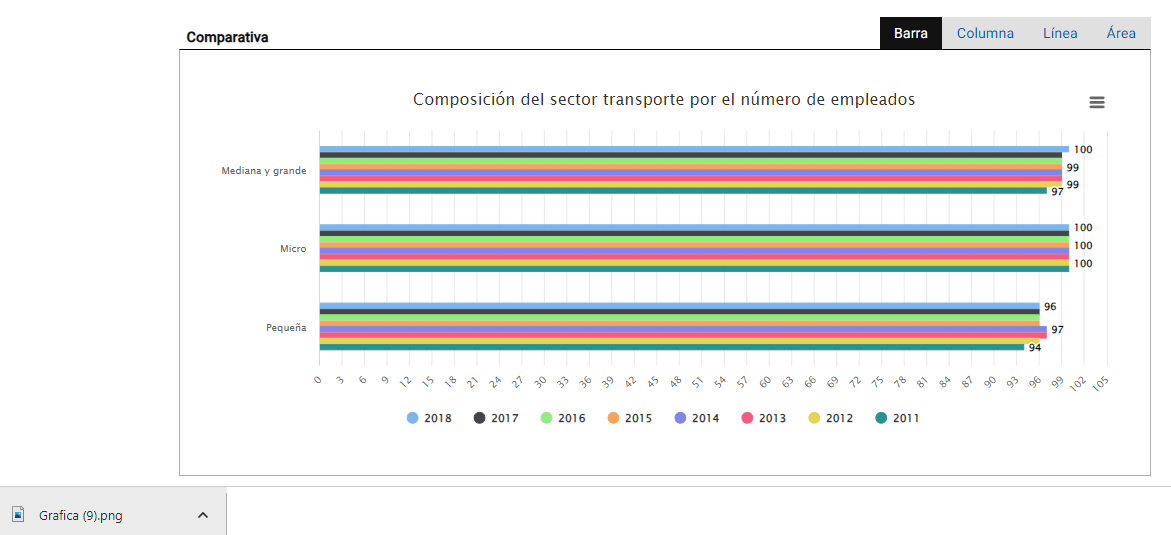 Comparativa
Barra Columna Línea Área
Composición del sector transporte por el número de empleados
Mediana y grande
100
99
99
97
Micro
100
100
100
Pequeña
96
97
94
0 3 6 9 12 15 18 21 24 27 30 33 36 39 42 45 48 51 54 57 60 63 66 69 72 75 78 81 84 87 90 93 96 99 102 105
2018 2017 2016 2015 2014 2013 2012 2011
Grafica (9).png